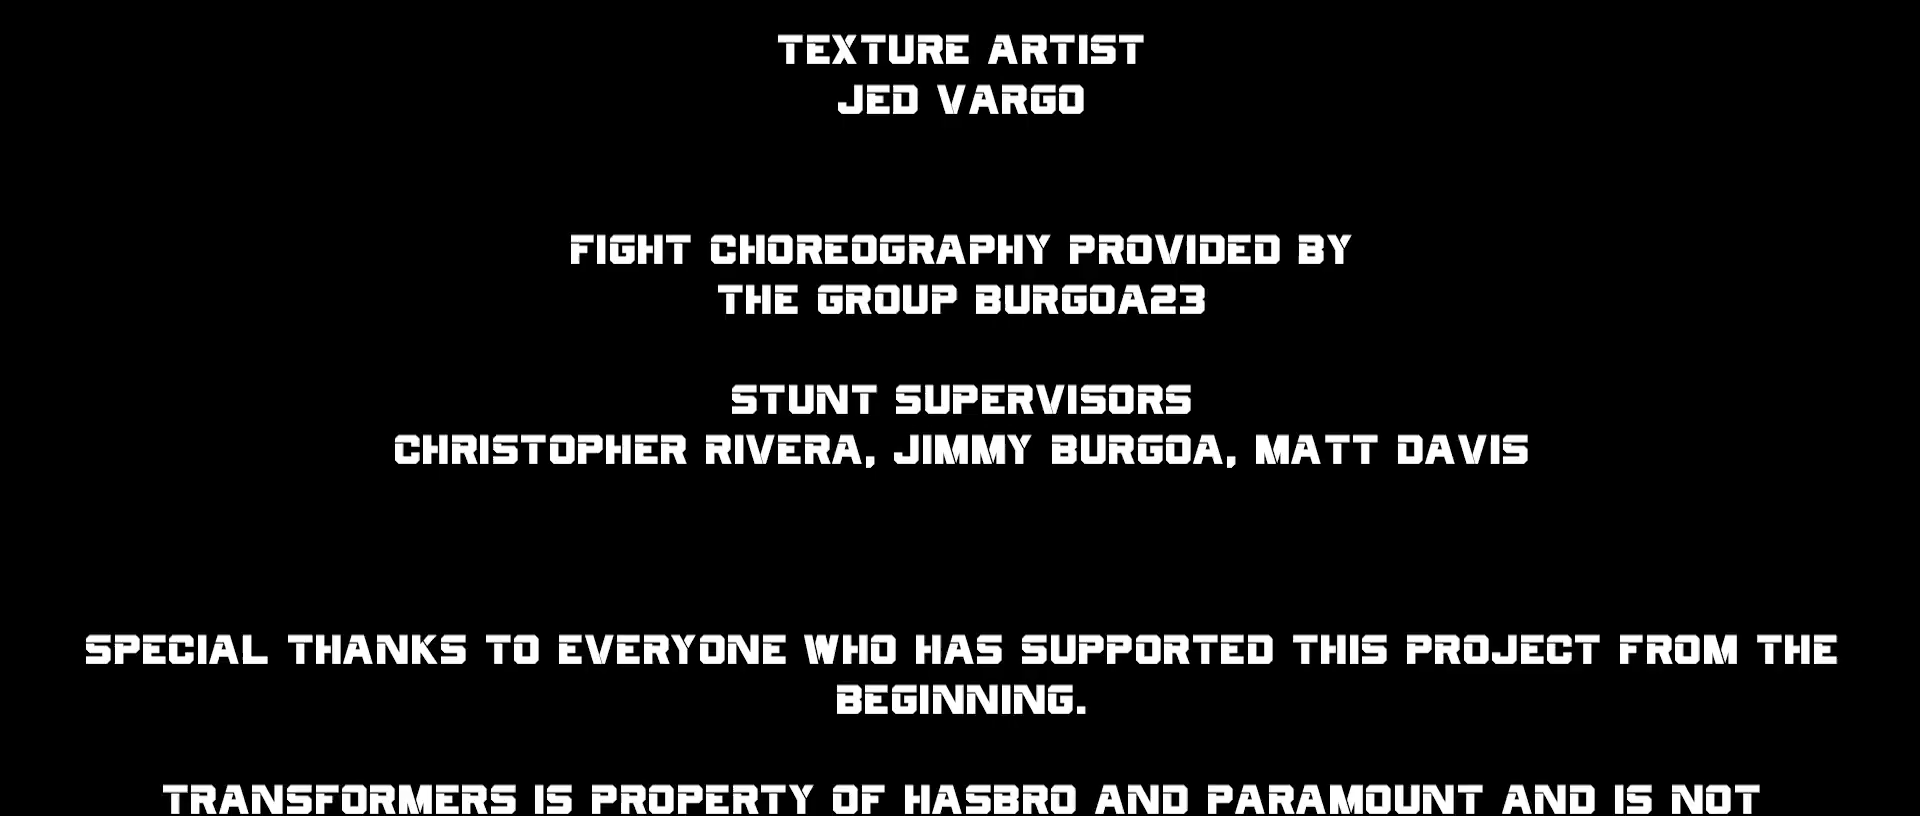 TEXTURE ARTIST
JED VARGO
FIGHT CHOREOGRAPHY PROVIDED BY
THE GROUP BURGOA23
STUNT SUPERVISORS
CHRISTOPHER RIVERA, JIMMY BURGOA, MATT DAVIS
SPECIAL THANKS TO EVERYONE WHO HAS SUPPORTED THIS PROJECT FROM THE
BEGINNING.
TRANSFORMERS IS PROPERTY OF HASBRO AND PARAMOUNT AND IS NOT